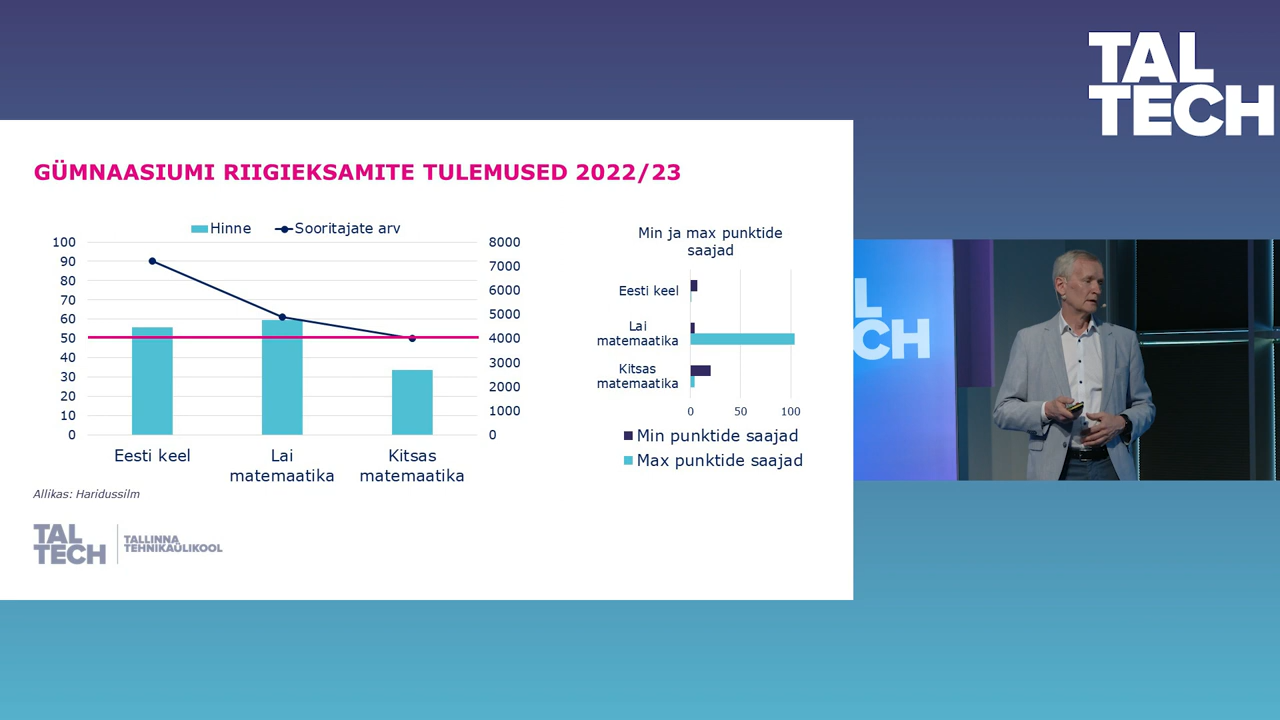 TAL
TECH
GÜMNAASIUMI RIIGIEKSAMITE TULEMUSED 2022/23
Hinne
Sooritajate arv
100
90
80
70
60
50
40
30
20
10
0
8000
7000
6000
5000
4000
3000
2000
1000
0
Eesti keel
Lai
matemaatika
Kitsas
matemaatika
Min ja max punktide
saajad
Eesti keel
Lai
matemaatika
Kitsas
matemaatika
0
50
100
Min punktide saajad
Max punktide saajad
Allikas: Haridussilm
TAL
TECH
TALLINNA
TEHNIKAÜLIKOOL
L
CH